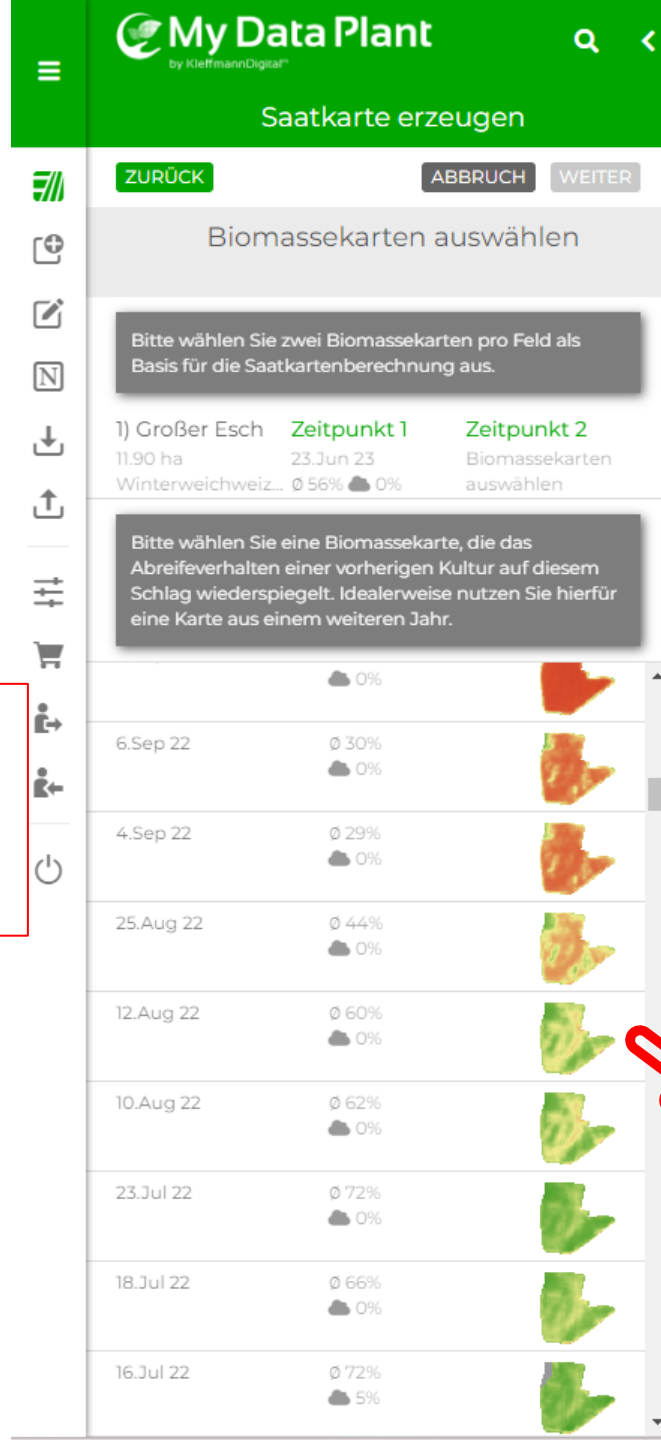 My Data Plant
by KleffmannDigital™
Saatkarte erzeugen
ZURÜCK ABBRUCH WEITER
Biomassekarten auswählen
Bitte wählen Sie zwei Biomassekarten pro Feld als
Basis für die Saatkartenberechnung aus.
1) Großer Esch Zeitpunkt 1 Zeitpunkt 2
11.90 ha 23.Jun 23 Biomassekarten
Winterweichweiz... Ø 56% 0% auswählen
Bitte wählen Sie eine Biomassekarte, die das
Abreifeverhalten einer vorherigen Kultur auf diesem
Schlag wiederspiegelt. Idealerweise nutzen Sie hierfür
eine Karte aus einem weiteren Jahr.
0%
6.Sep 22 Ø 30%
0%
4.Sep 22 Ø 29%
0%
25.Aug 22 Ø 44%
0%
12.Aug 22 Ø 60%
0%
10.Aug 22 Ø 62%
0%
23.Jul 22 Ø 72%
0%
18.Jul 22 Ø 66%
0%
16.Jul 22 Ø 72%
5%